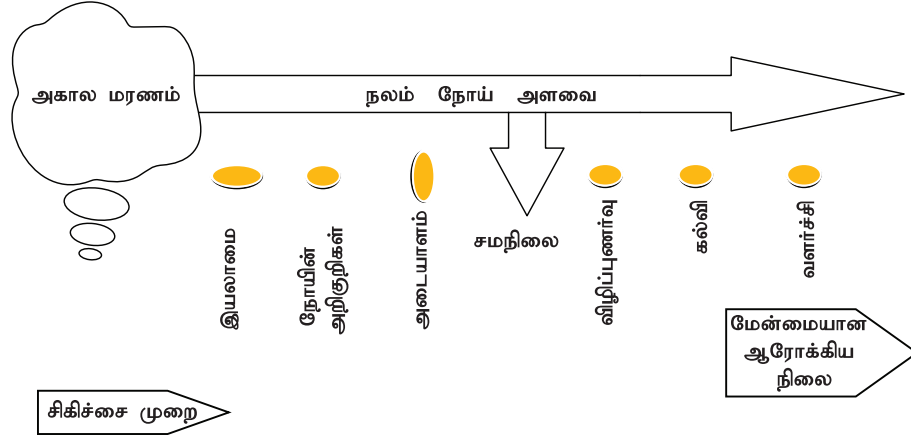 அகால மரணம்
நலம் நோய் அளவை
இயலாமை
நோயின்
அறிகுறிகள்
அடையாளம்
சமநிலை
விழிப்புணர்வு
கல்வி
வளர்ச்சி
மேன்மையான
ஆரோக்கிய
நிலை
சிகிச்சை முறை